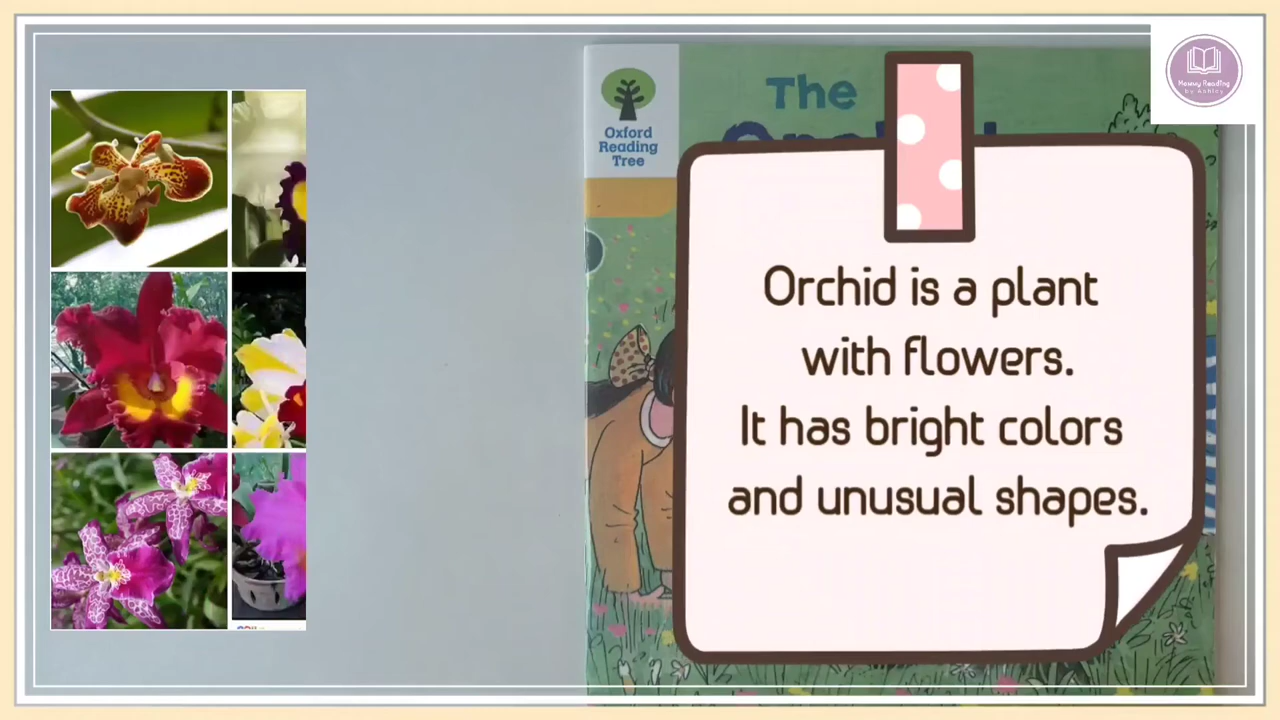 Oxford
Reading
Tree
The
Orchid is a plant
with flowers.
It has bright colors
and unusual shapes.
Mommy Reading
by Ashley